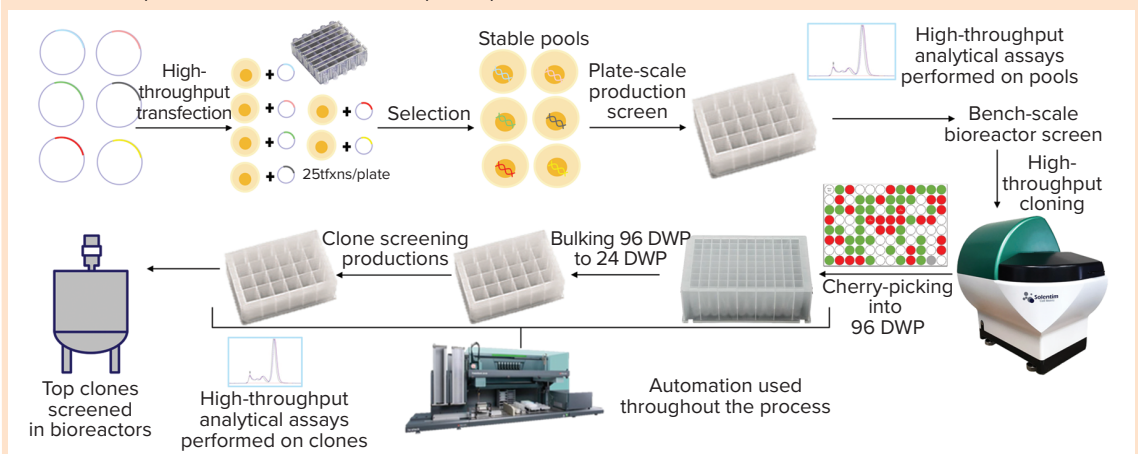 High-
throughput
transfection
25tfxns/plate
Selection
Stable pools
Plate-scale
production
screen
High-throughput
analytical assays
performed on pools
Bench-scale
bioreactor screen
High-
throughput
cloning
Solentim
Cherry-picking
into
96 DWP
Bulking 96 DWP
to 24 DWP
Clone screening
productions
Top clones
screened
in bioreactors
High-throughput
analytical assays
performed on clones
Automation used
throughout the process